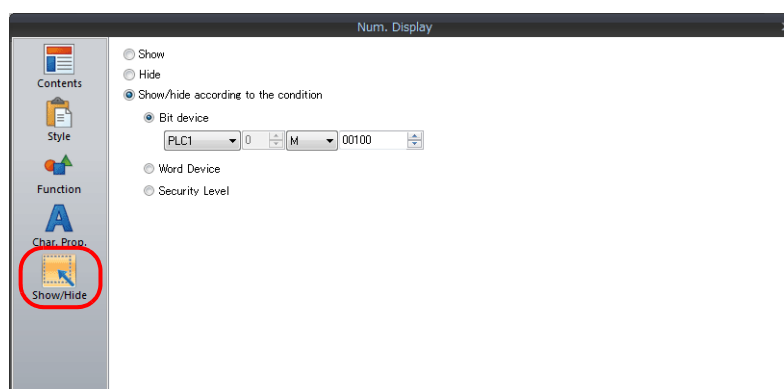 Num. Display
Contents
Style
Function
Char. Prop.
Show/Hide
Show
Hide
Show/hide according to the condition
Bit device
PLC1 0 M 00100
Word Device
Security Level